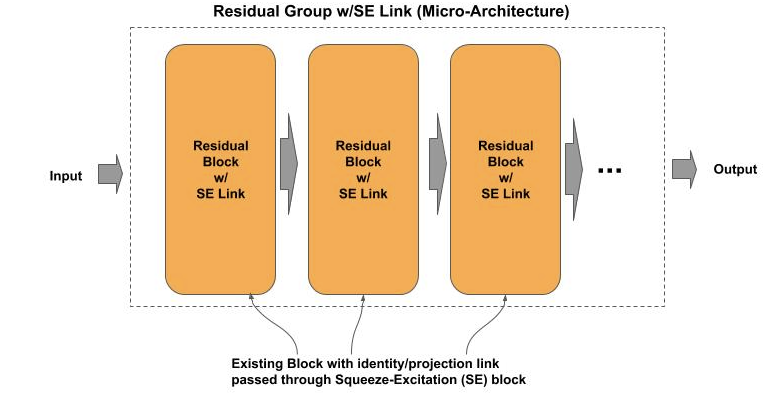 Residual Group w/SE Link (Micro-Architecture)
Input
Residual
Block
w/
SE Link
Residual
Block
w/
SE Link
Residual
Block
w/
SE Link
...
Output
Existing Block with identity/projection link
passed through Squeeze-Excitation (SE) block